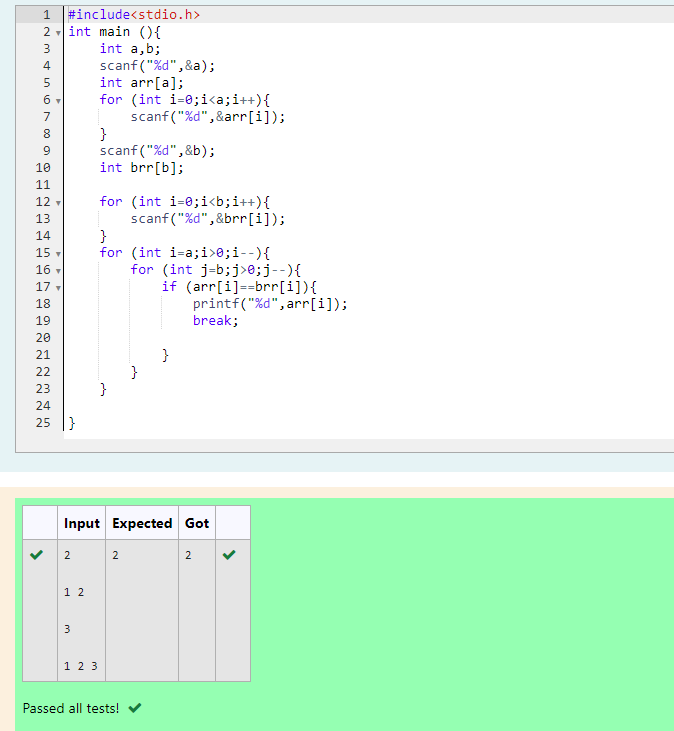 1 #include<stdio.h>
2 int main (){
3     int a,b;
4     scanf("%d",&a);
5     int arr[a];
6     for (int i=0;i<a;i++){
7         scanf("%d",&arr[i]);
8     }
9     scanf("%d",&b);
10     int brr[b];
11
12     for (int i=0;i<b;i++){
13         scanf("%d",&brr[i]);
14     }
15     for (int i=a;i>0;i--){
16         for (int j=b;j>0;j--){
17             if (arr[i]==brr[i]){
18                 printf("%d",arr[i]);
19                 break;
20
21             }
22         }
23     }
24
25 }
Input Expected Got
2 2 2
1 2
3
1 2 3
Passed all tests!